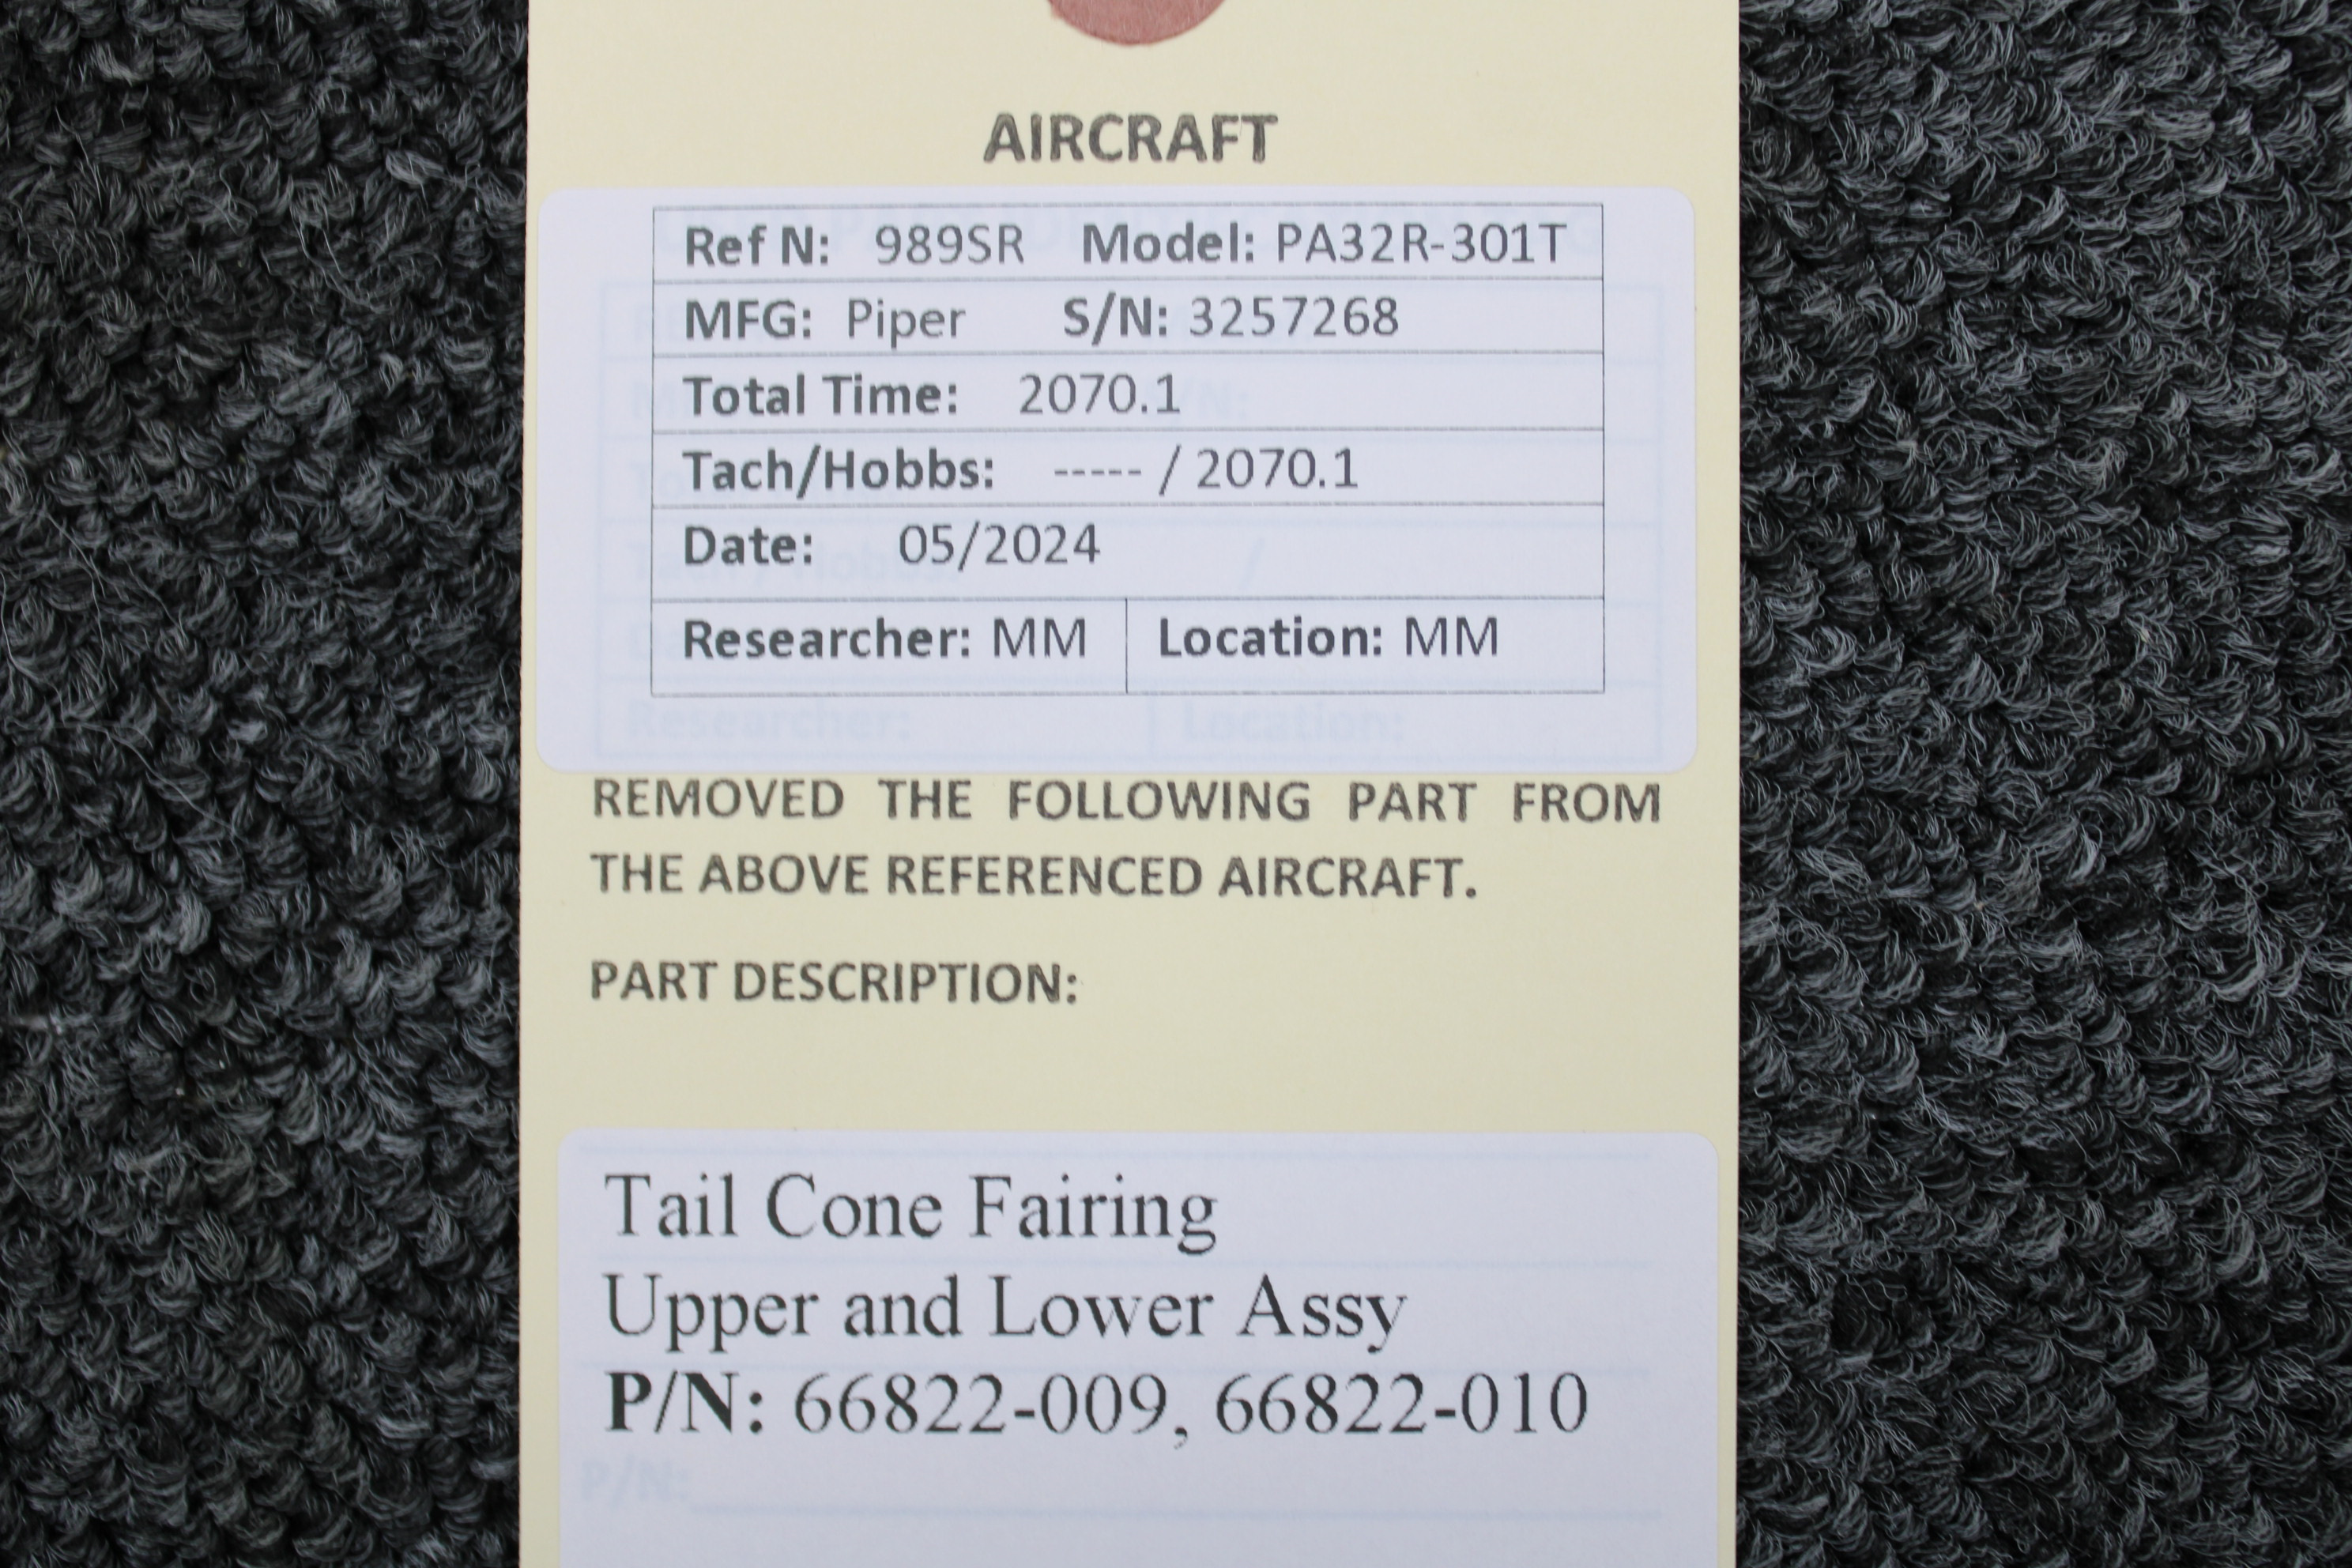 AIRCRAFT
Ref N: 989SR Model: PA32R-301T
MFG: Piper S/N: 3257268
Total Time: 2070.1
Tach/Hobbs: ----- / 2070.1
Date: 05/2024
Researcher: MM Location: MM
Researcher: Location:
REMOVED THE FOLLOWING PART FROM
THE ABOVE REFERENCED AIRCRAFT.
PART DESCRIPTION:
Tail Cone Fairing
Upper and Lower Assy
P/N: 66822-009, 66822-010
P/N: